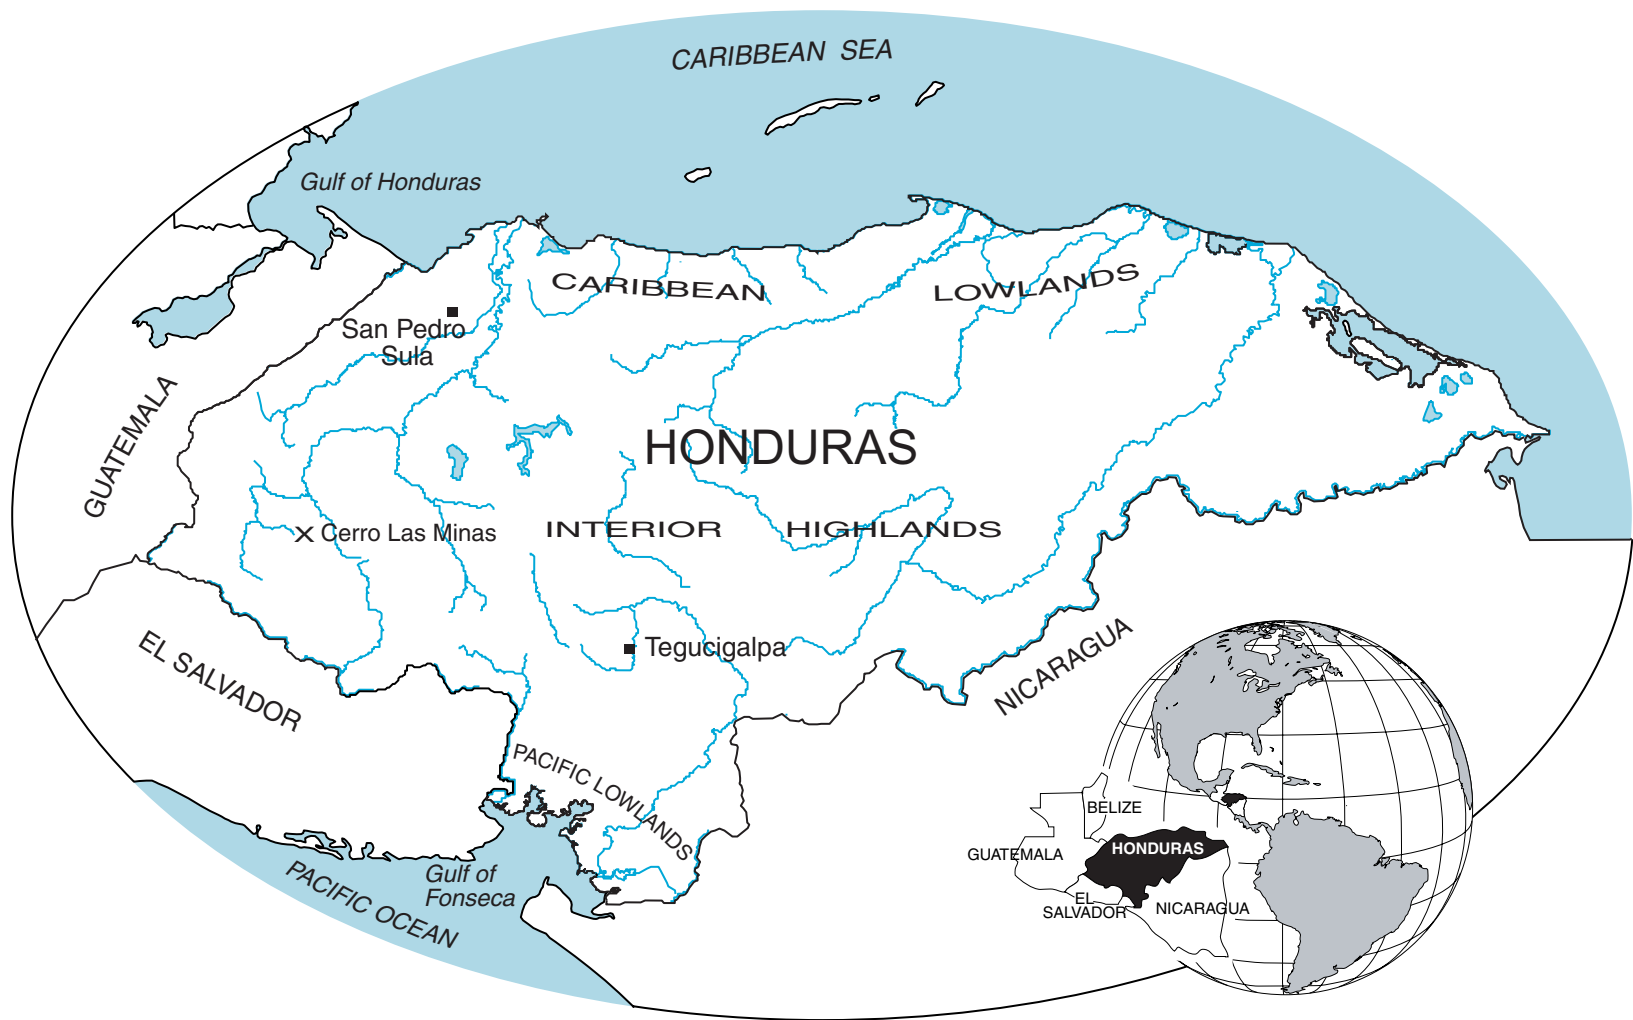 CARIBBEAN SEA
Gulf of Honduras
CARIBBEAN LOWLANDS
San Pedro
Sula
GUATEMALA
HONDURAS
INTERIOR HIGHLANDS
X Cerro Las Minas
EL SALVADOR
Tegucigalpa
NICARAGUA
PACIFIC LOWLANDS
Gulf of
Fonseca
PACIFIC OCEAN
BELIZE
GUATEMALA
HONDURAS
EL
SALVADOR
NICARAGUA